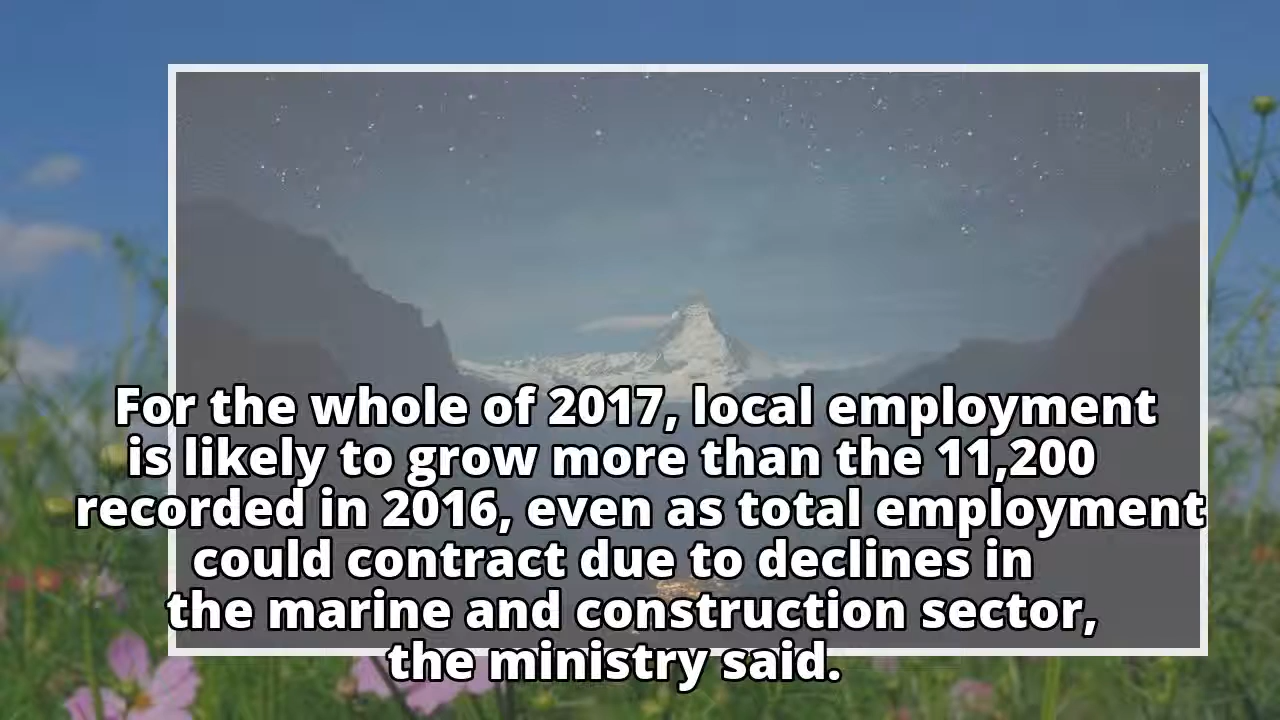 For the whole of 2017, local employment
is likely to grow more than the 11,200
recorded in 2016, even as total employment
could contract due to declines in
the marine and construction sector,
the ministry said.